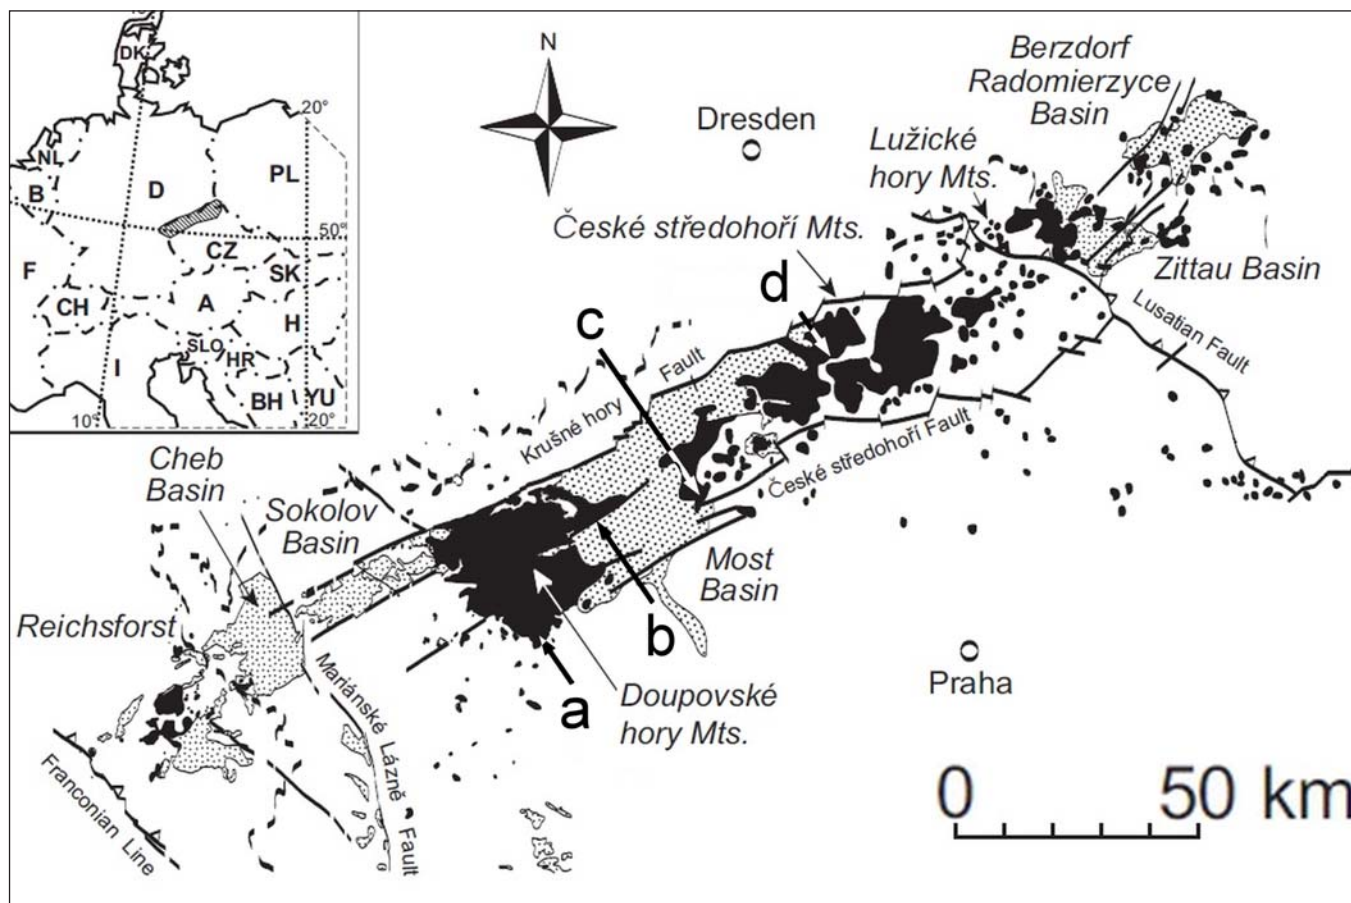 DK
20°
NL
B
D
PL
50°
CZ
F
SK
CH
A
H
SLO
HR
I
BH
YU
10°
20°
N
Dresden
Berzdorf
Radomierzyce
Basin
Lužické
hory Mts.
České středohoří Mts.
Zittau Basin
d
c
Lusatian Fault
Fault
Krušné hory
České středohoří Fault
Cheb
Basin
Sokolov
Basin
Most
Basin
Reichsforst
b
a
Doupovské
hory Mts.
Praha
Mariánské Lázně Fault
Franconian Line
0 50 km